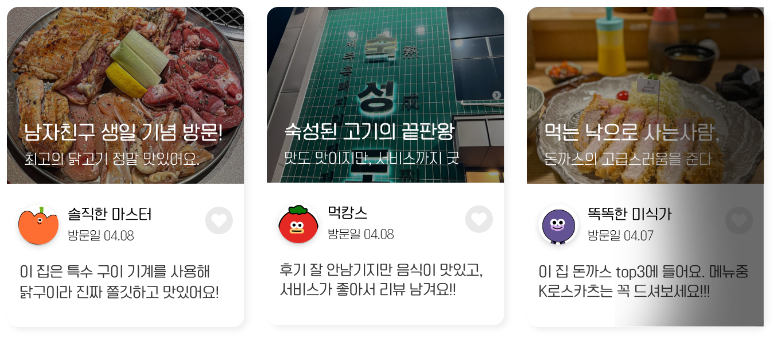 남자친구 생일 기념 방문!
최고의 닭고기 정말 맛있어요.
솔직한 마스터
방문일 04.08
이 집은 특수 구이 기계를 사용해
닭구이라 진짜 쫄깃하고 맛있어요!
성
숙성된 고기의 끝판왕
맛도 맛이지만, 서비스까지 굿
먹깡스
방문일 04.08
후기 잘 안남기지만 음식이 맛있고,
서비스가 좋아서 리뷰 남겨요!!
먹는 낙으로 사는사람,
돈까스의 고급스러움을 준다
똑똑한 미식가
방문일 04.07
이 집 돈까스 top3에 들어요. 메뉴중
K로스카츠는 꼭 드셔보세요!!!